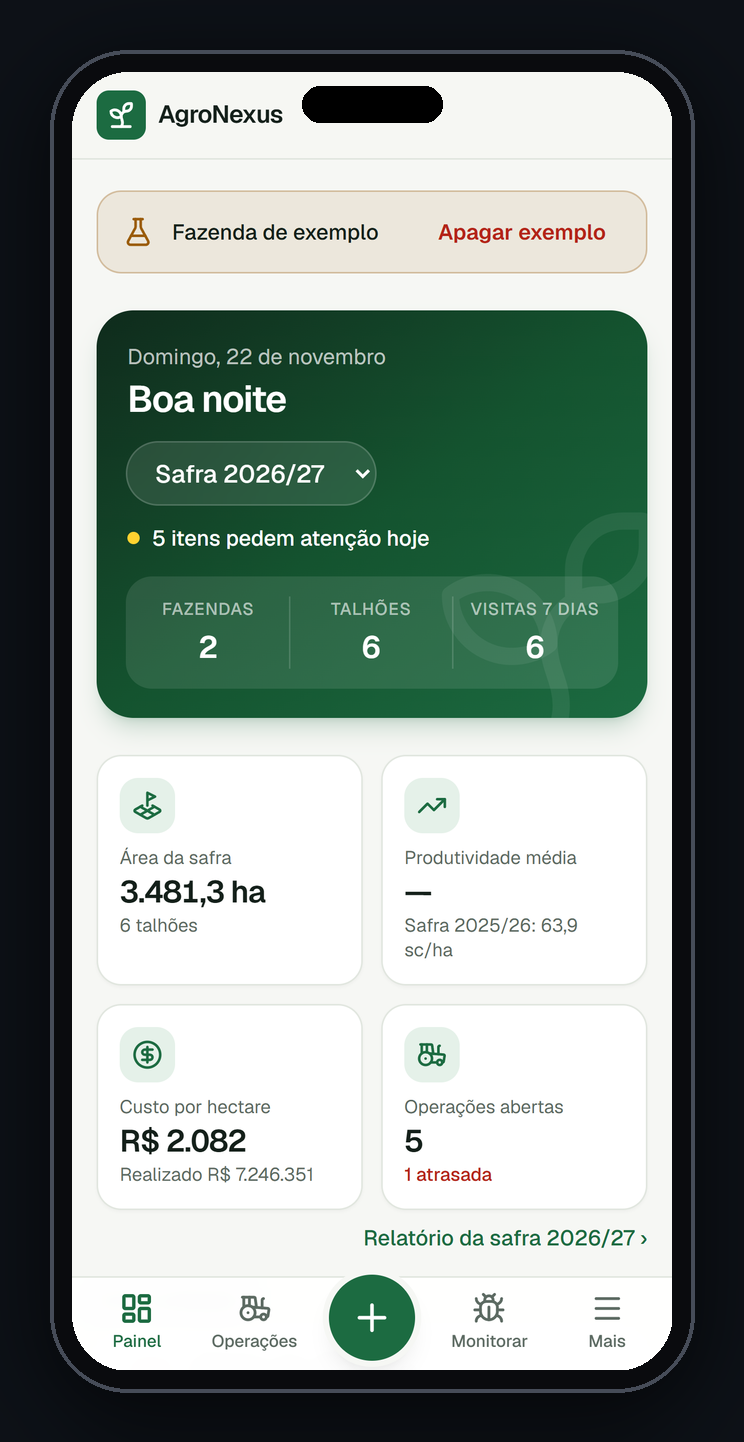 AgroNexus
Fazenda de exemplo
Apagar exemplo
Domingo, 22 de novembro
Boa noite
Safra 2026/27
5 itens pedem atenção hoje
FAZENDAS
2
TALHÕES
6
VISITAS 7 DIAS
6
Área da safra
3.481,3 ha
6 talhões
Produtividade média
—
Safra 2025/26: 63,9
sc/ha
Custo por hectare
R$ 2.082
Realizado R$ 7.246.351
Operações abertas
5
1 atrasada
Relatório da safra 2026/27 ›
Painel
Operações
Monitorar
Mais